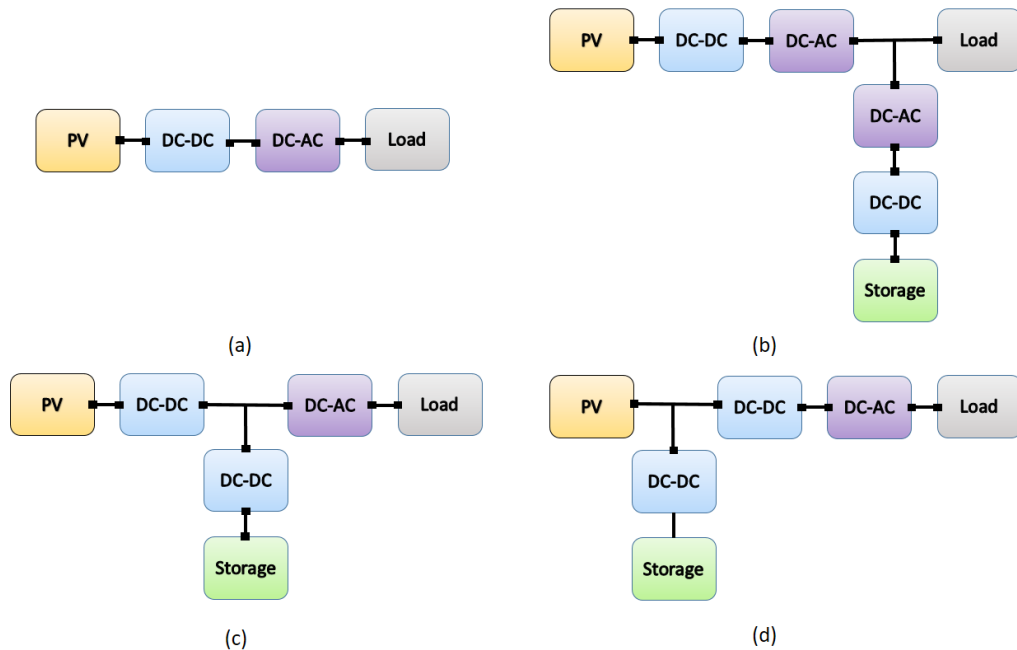 PV
DC-DC
DC-AC
Load
(a)
PV
DC-DC
DC-AC
Load
DC-AC
DC-DC
Storage
(b)
PV
DC-DC
DC-AC
Load
DC-DC
Storage
(c)
PV
DC-DC
DC-AC
Load
DC-DC
Storage
(d)